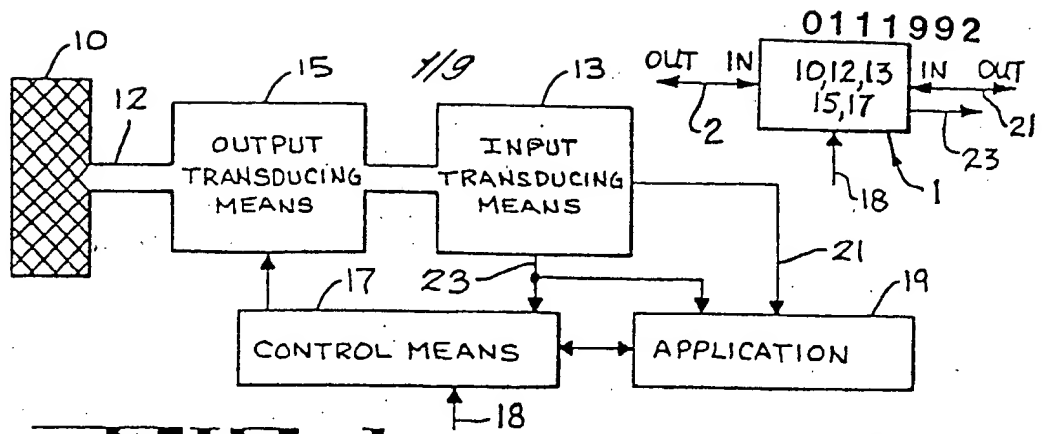 0111992
10
15
1/9
13
12
OUTPUT
TRANSDUCING
MEANS
INPUT
TRANSDUCING
MEANS
OUT
IN
2
10,12,13
15,17
IN
OUT
21
23
18
1
23
21
17
19
CONTROL MEANS
APPLICATION
18